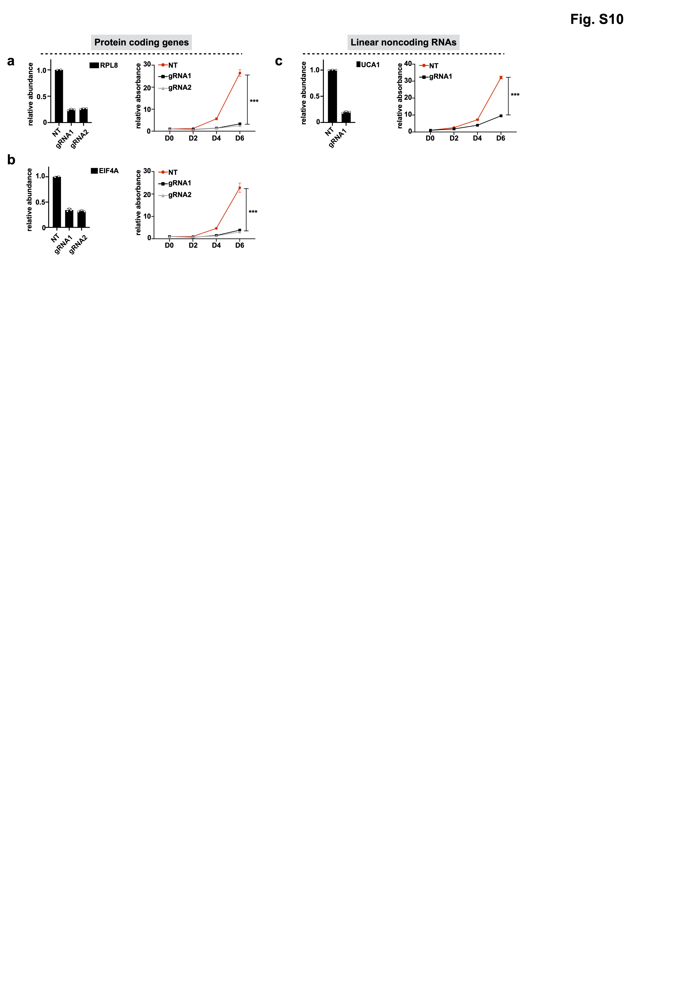 Fig. S10
Protein coding genes
Linear noncoding RNAs
a
relative abundance
1.0
0.5
0
NT
gRNA1
gRNA2
RPL8
relative absorbance
30
20
10
0
NT
gRNA1
gRNA2
D0 D2 D4 D6
***
c
relative abundance
1.0
0.5
0
NT
gRNA1
UCA1
relative absorbance
40
30
20
10
0
NT
gRNA1
D0 D2 D4 D6
***
b
relative abundance
1.0
0.5
0
NT
gRNA1
gRNA2
EIF4A
relative absorbance
30
20
10
0
NT
gRNA1
gRNA2
D0 D2 D4 D6
***